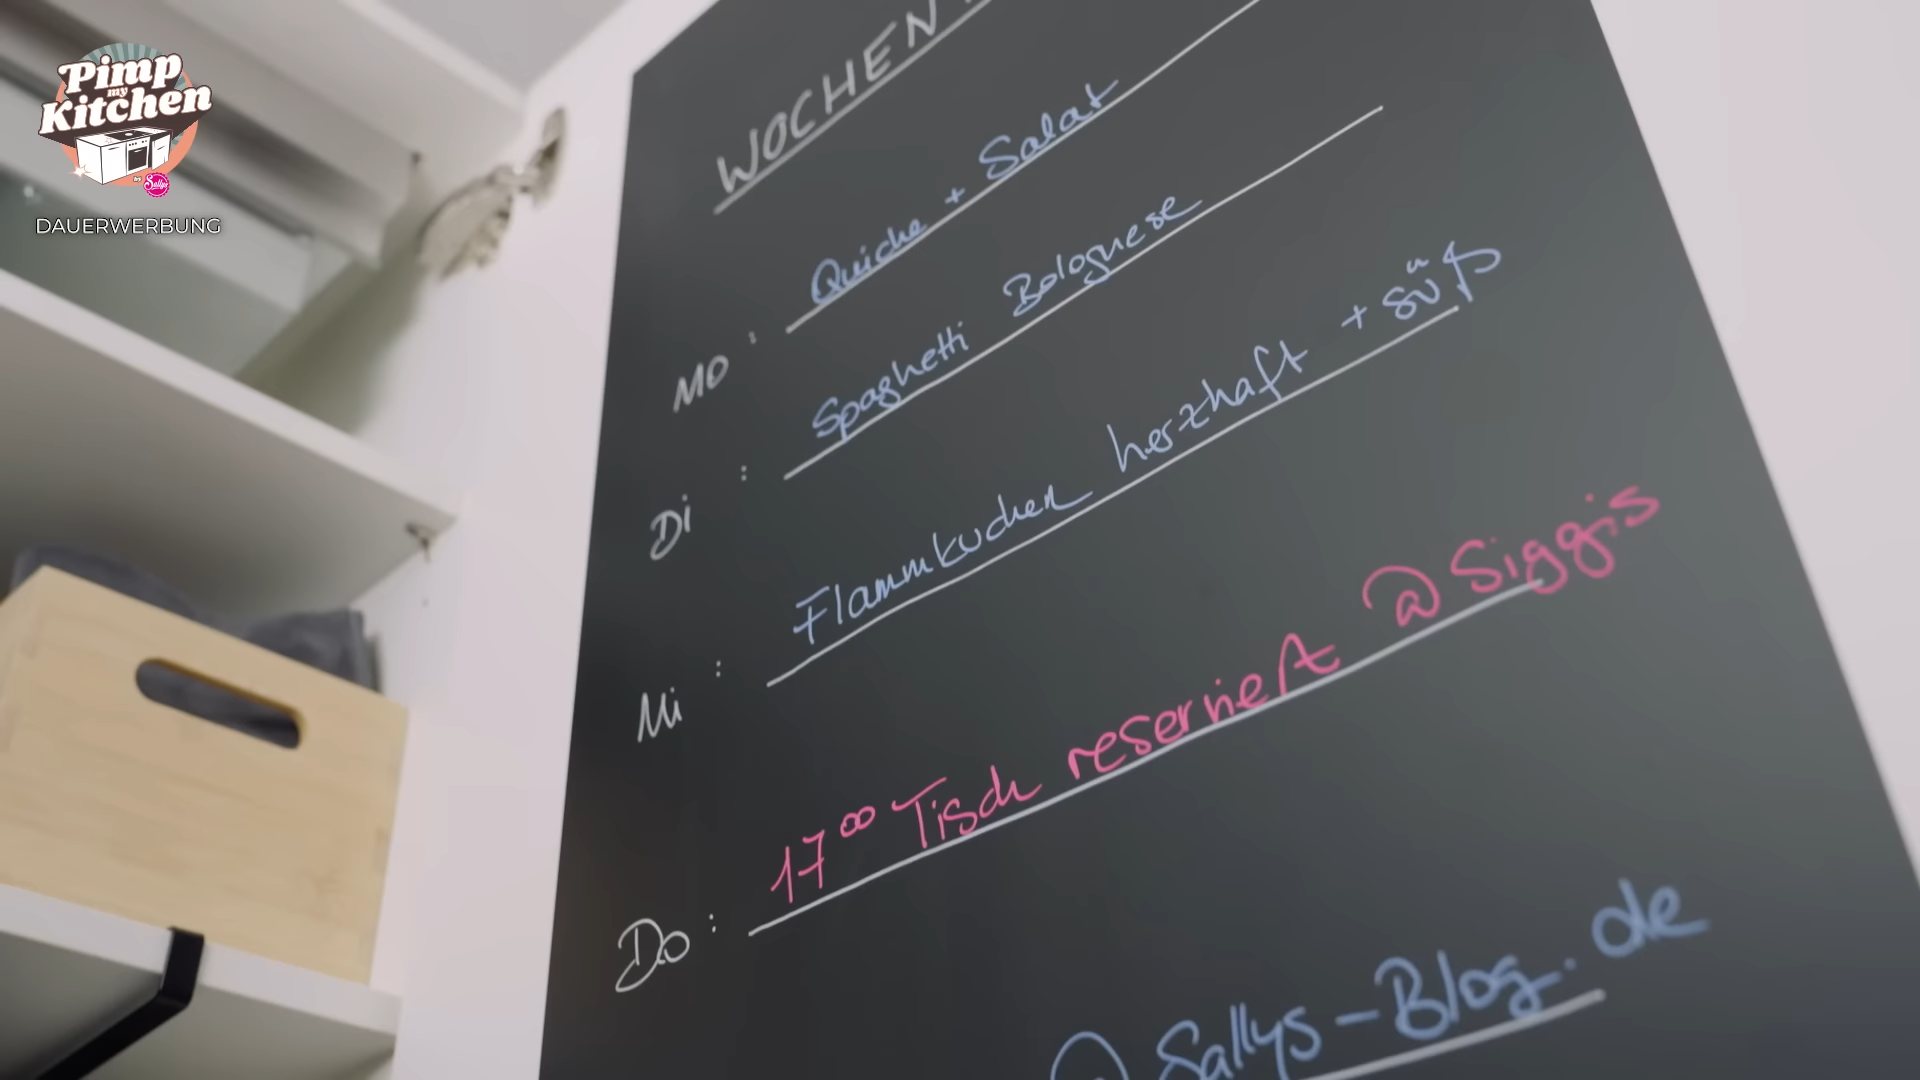 Pimp
my
Kitchen
by Sallys
DAUERWERBUNG
WOCHEN
MO : Quiche + Salat
Di : Spaghetti Bolognese
Mi : Flammkuchen herzhaft + süß
Do : 17⁰⁰ Tisch reserviert @ Siggis
@ Sallys-Blog.de